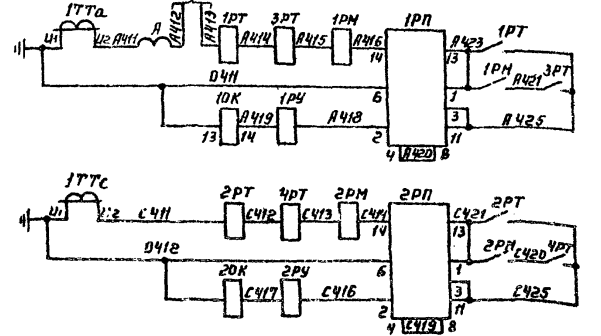 1ТТа
А412
А413
И1
И2
А411
А
1РТ
А414
3РТ
А415
1РМ
А416
14
1РП
13
А423
1РТ
1РМ
А421
3РТ
0411
6
1
1ОК
А419
1РУ
А418
13
14
2
3
11
А425
4
А420
8
1ТТс
И1
И2
С411
2РТ
С412
4РТ
С413
2РМ
С414
14
2РП
13
С421
2РТ
2РМ
С420
4РТ
0412
6
1
2ОК
С417
2РУ
С416
2
3
11
С425
4
С419
8